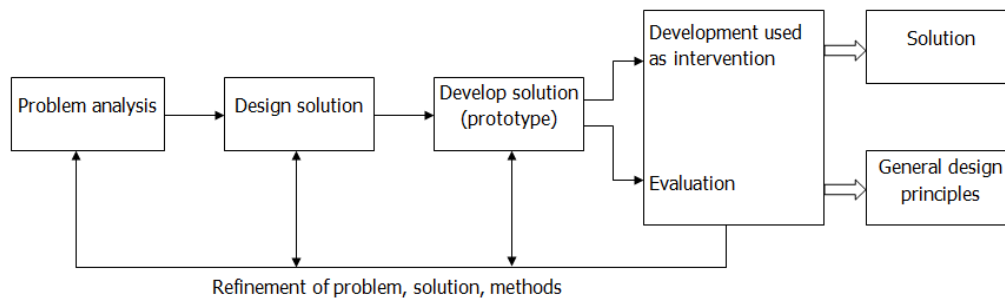 Problem analysis
Design solution
Develop solution
(prototype)
Development used
as intervention
Evaluation
Solution
General design
principles
Refinement of problem, solution, methods